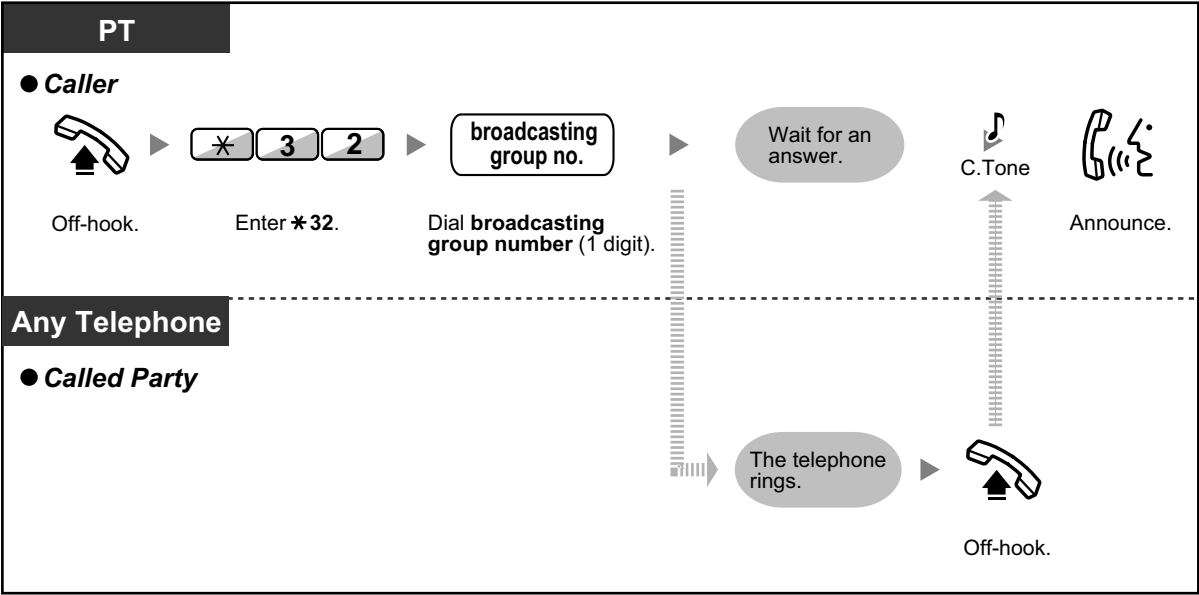 PT
● Caller
✳ 3 2
broadcasting
group no.
Wait for an
answer.
C.Tone
Off-hook.
Enter ✳32.
Dial broadcasting
group number (1 digit).
Announce.
Any Telephone
● Called Party
The telephone
rings.
Off-hook.